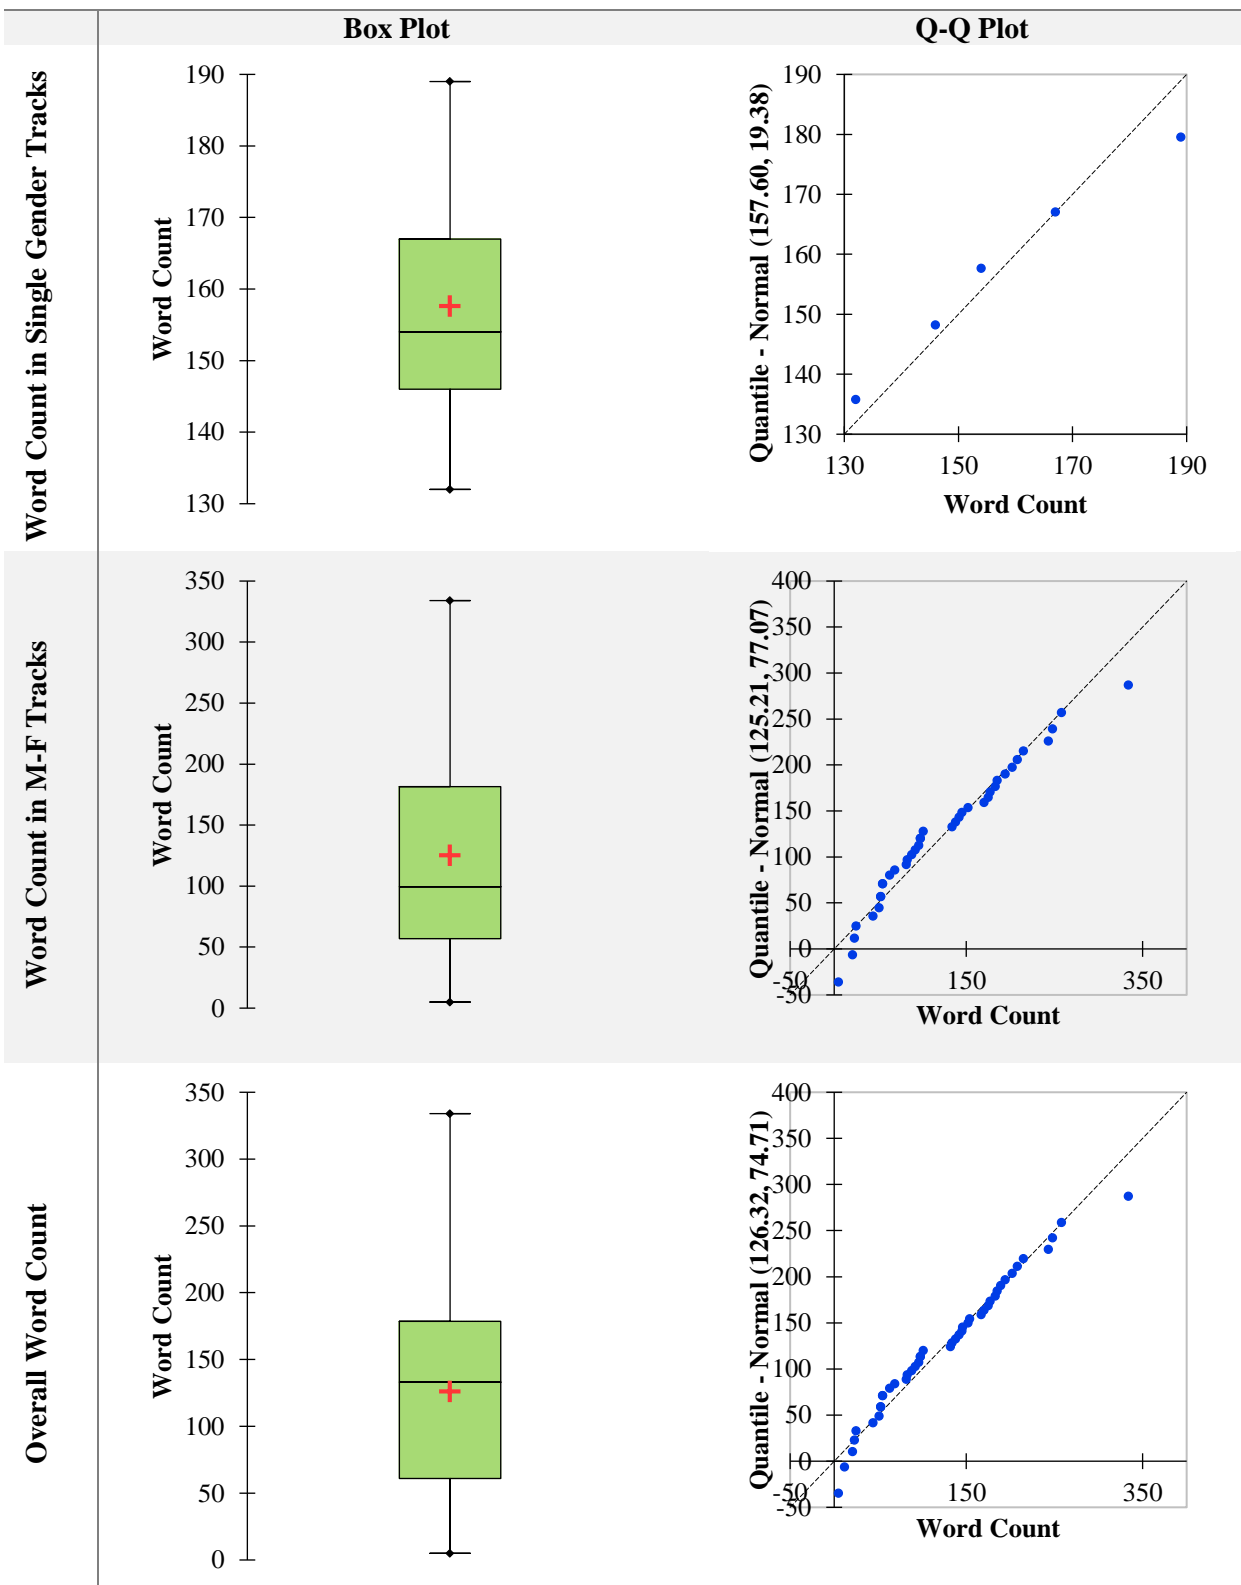 Box Plot
Q-Q Plot
Word Count in Single Gender Tracks
Word Count
190
180
170
160
150
140
130
Quantile - Normal (157.60, 19.38)
190
180
170
160
150
140
130
130 150 170 190
Word Count
Word Count in M-F Tracks
Word Count
350
300
250
200
150
100
50
0
Quantile - Normal (125.21, 77.07)
400
350
300
250
200
150
100
50
0
-50
-50 150 350
Word Count
Overall Word Count
Word Count
350
300
250
200
150
100
50
0
Quantile - Normal (126.32, 74.71)
400
350
300
250
200
150
100
50
0
-50
-50 150 350
Word Count